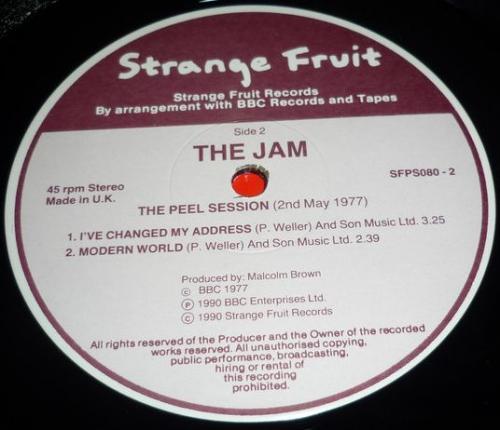 Strange Fruit
Strange Fruit Records
By arrangement with BBC Records and Tapes
Side 2
THE JAM
45 rpm Stereo
Made in U.K.
SFPS080 - 2
THE PEEL SESSION (2nd May 1977)
1. I'VE CHANGED MY ADDRESS (P. Weller) And Son Music Ltd. 3.25
2. MODERN WORLD (P. Weller) And Son Music Ltd. 2.39
Produced by: Malcolm Brown
© BBC 1977
℗ 1990 BBC Enterprises Ltd.
© 1990 Strange Fruit Records
All rights reserved of the Producer and the Owner of the recorded
works reserved. All unauthorised copying,
public performance, broadcasting,
hiring or rental of
this recording
prohibited.